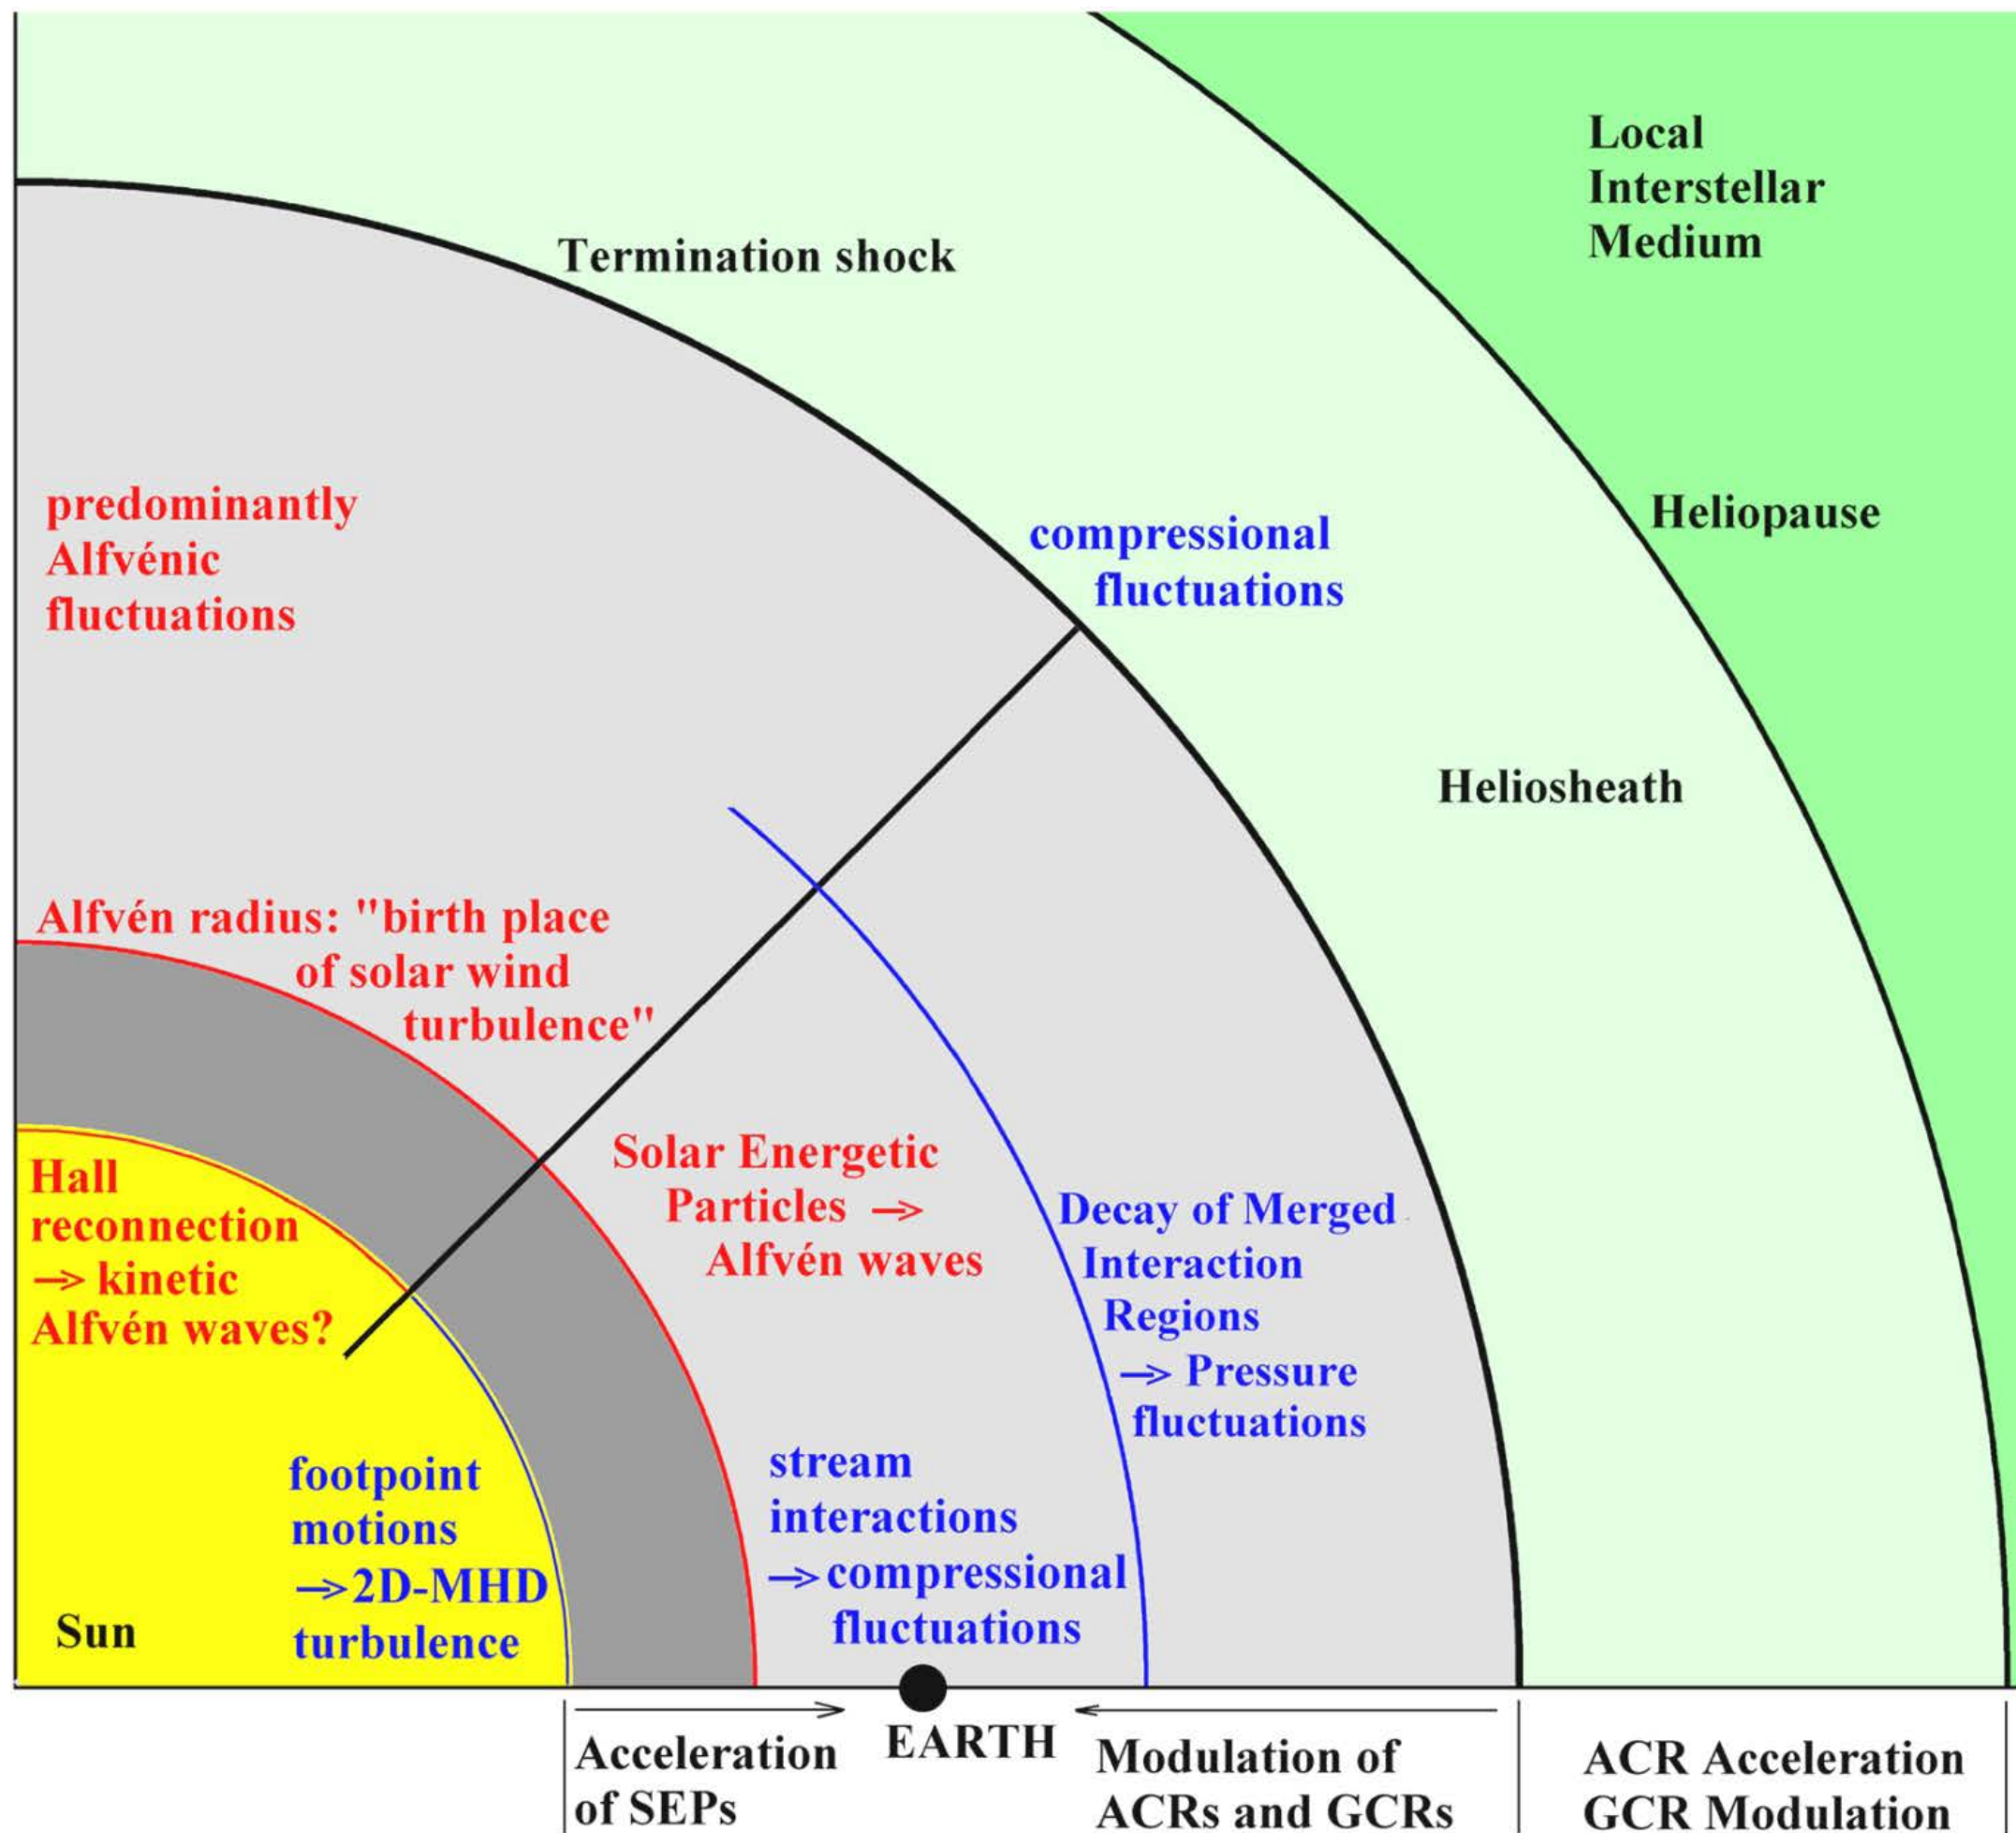 Local
Interstellar
Medium
Termination shock
predominantly
Alfvénic
fluctuations
compressional
fluctuations
Heliopause
Heliosheath
Alfvén radius: "birth place
of solar wind
turbulence"
Solar Energetic
Particles →
Alfvén waves
Hall
reconnection
→ kinetic
Alfvén waves?
Decay of Merged
Interaction
Regions
→ Pressure
fluctuations
footpoint
motions
→2D-MHD
turbulence
stream
interactions
→compressional
fluctuations
Sun
EARTH
Acceleration
of SEPs
Modulation of
ACRs and GCRs
ACR Acceleration
GCR Modulation